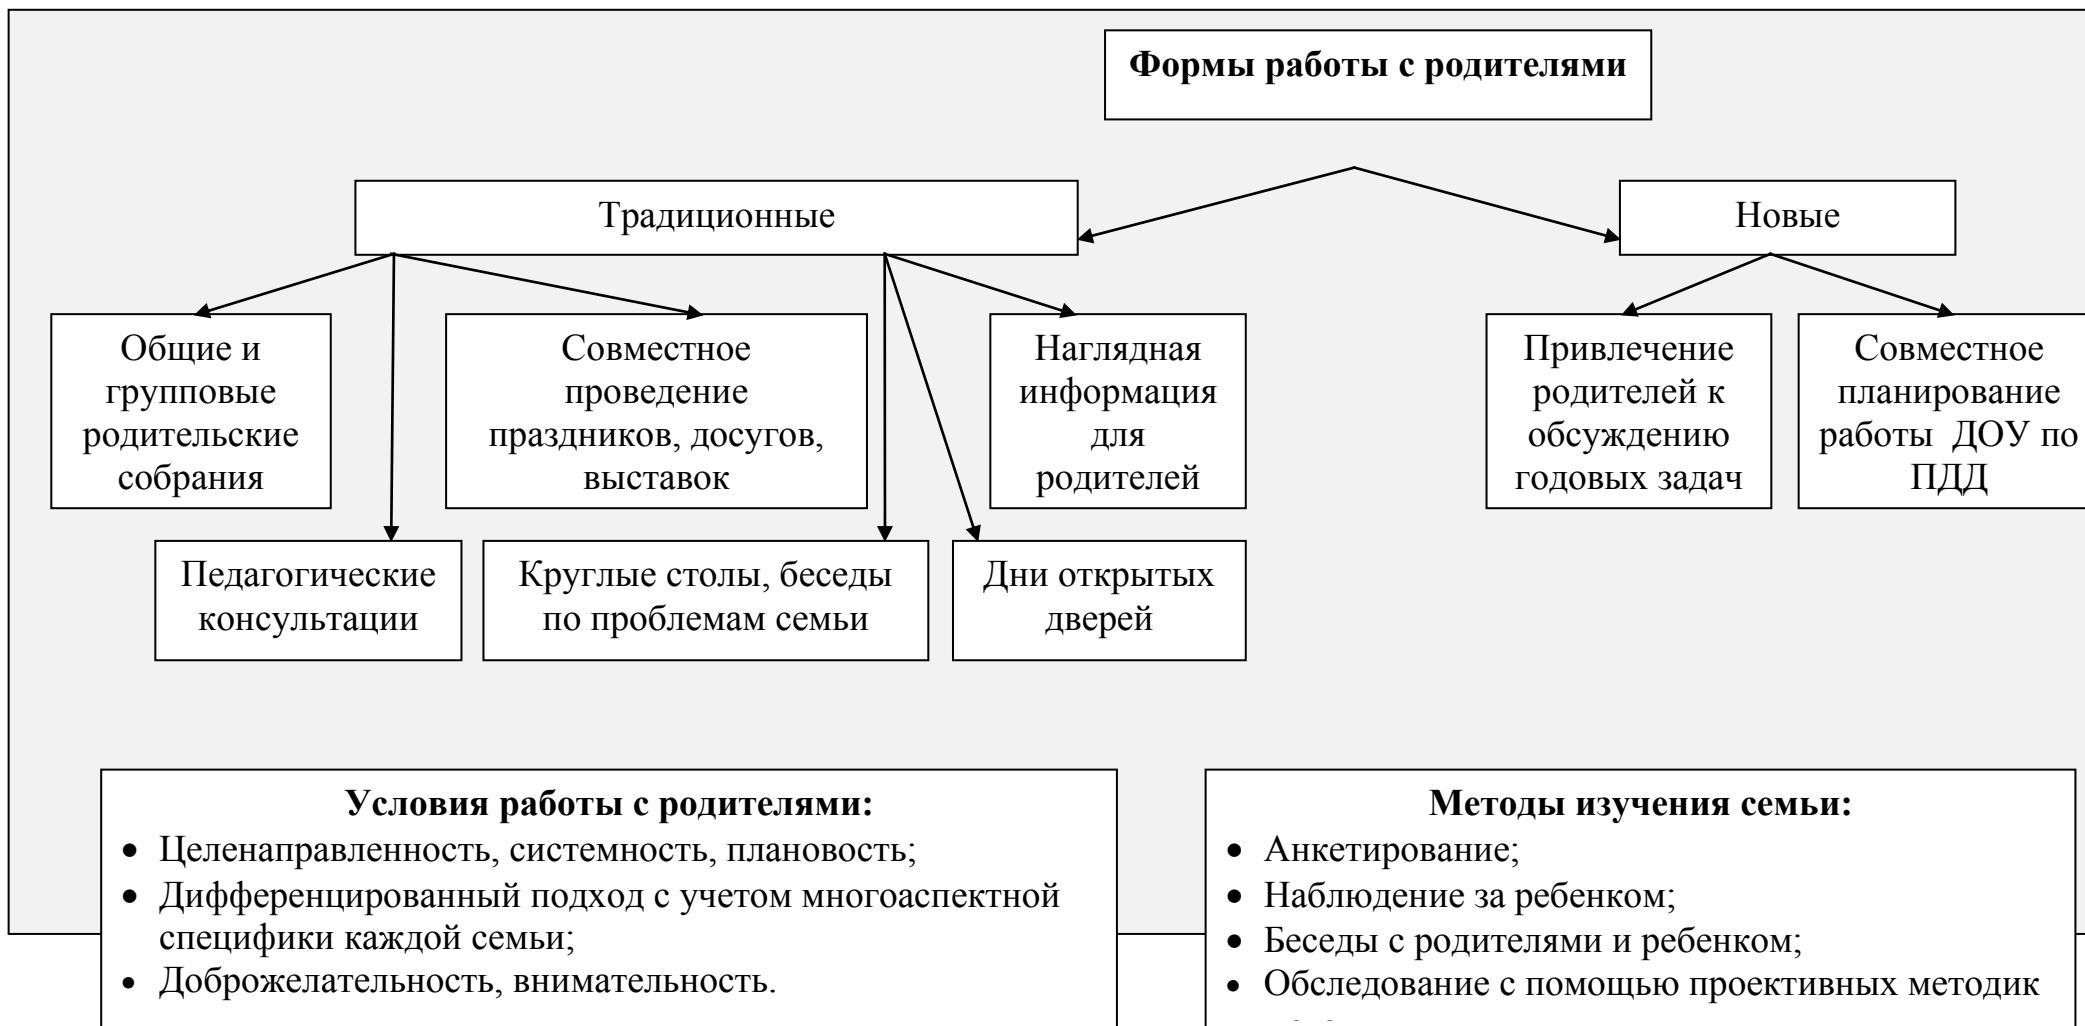 Формы работы с родителями
Традиционные
Новые
Общие и
групповые
родительские
собрания
Совместное
проведение
праздников, досугов,
выставок
Наглядная
информация
для
родителей
Привлечение
родителей к
обсуждению
годовых задач
Совместное
планирование
работы ДОУ по
ПДД
Педагогические
консультации
Круглые столы, беседы
по проблемам семьи
Дни открытых
дверей
Условия работы с родителями:
• Целенаправленность, системность, плановость;
• Дифференцированный подход с учетом многоаспектной
специфики каждой семьи;
• Доброжелательность, внимательность.
Методы изучения семьи:
• Анкетирование;
• Наблюдение за ребенком;
• Беседы с родителями и ребенком;
• Обследование с помощью проективных методик